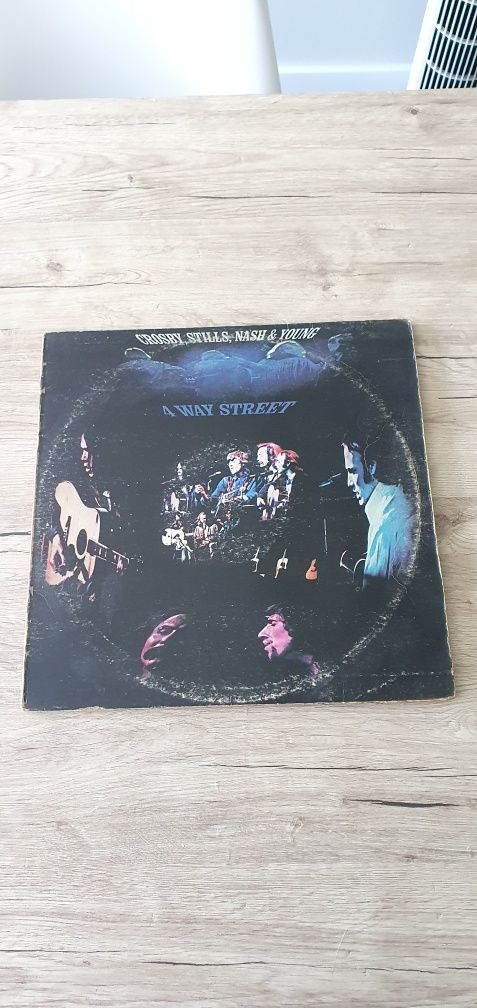 CROSBY, STILLS, NASH & YOUNG
4 WAY STREET